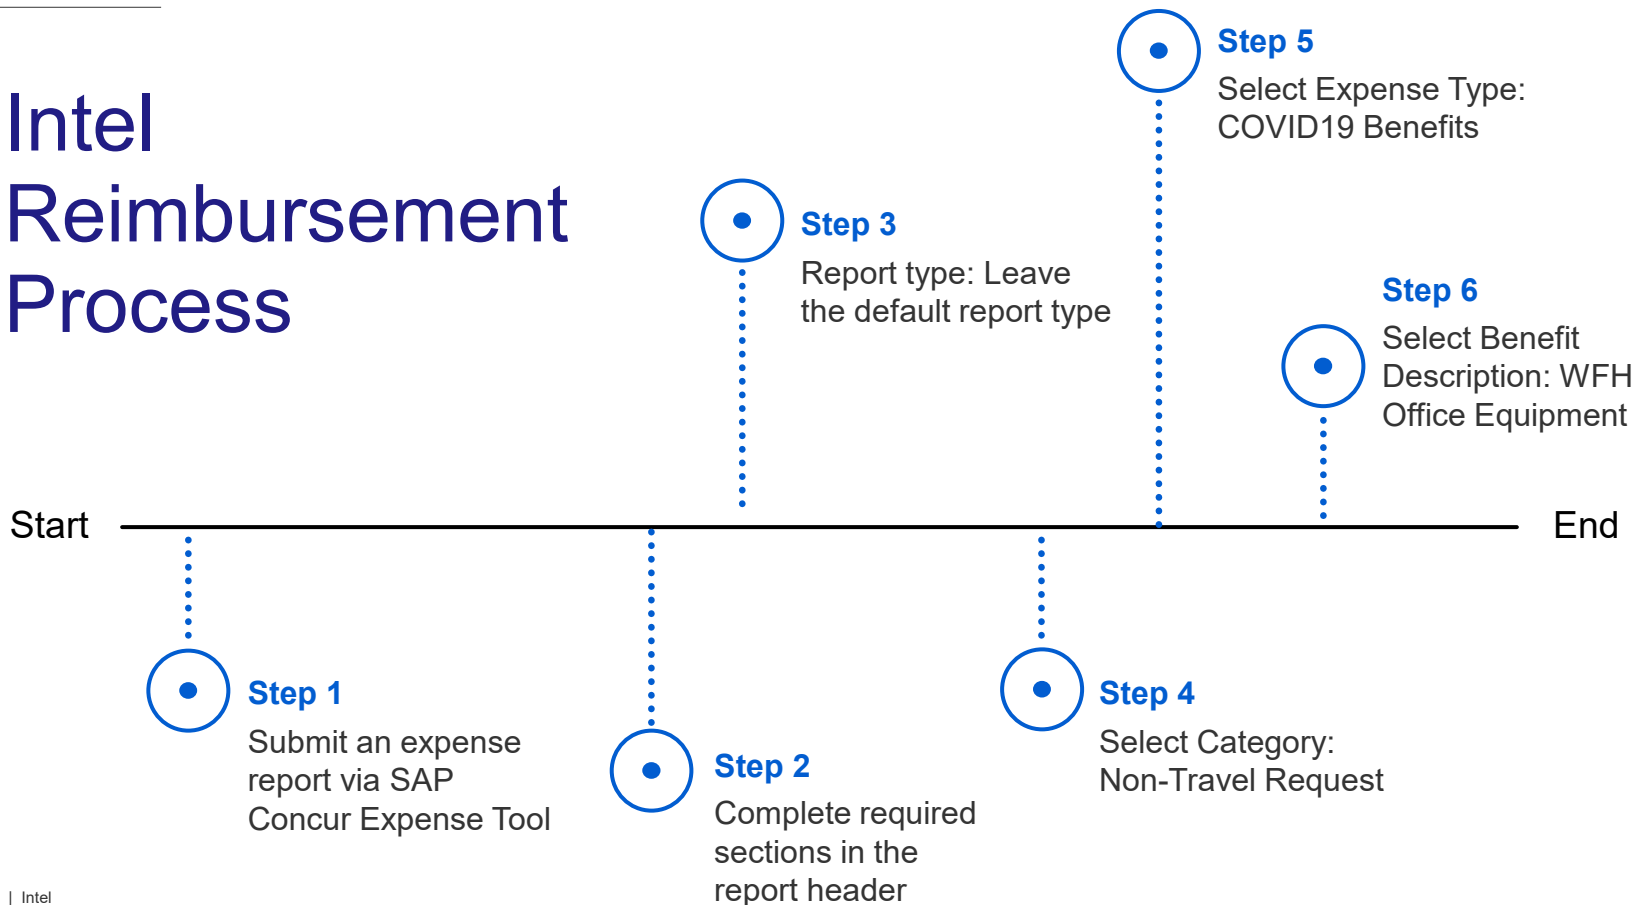 Intel
Reimbursement
Process
Start
End
Step 1
Submit an expense
report via SAP
Concur Expense Tool
Step 2
Complete required
sections in the
report header
Step 3
Report type: Leave
the default report type
Step 4
Select Category:
Non-Travel Request
Step 5
Select Expense Type:
COVID19 Benefits
Step 6
Select Benefit
Description: WFH
Office Equipment
| Intel